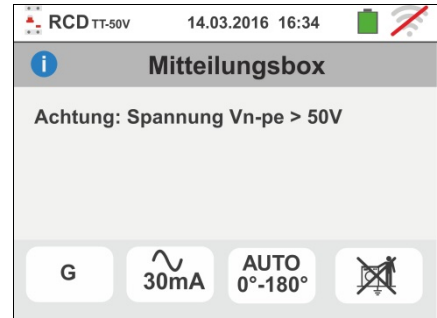 RCD TT-50V 14.03.2016 16:34
i Mitteilungsbox
Achtung: Spannung Vn-pe > 50V
G
30mA
AUTO
0°-180°